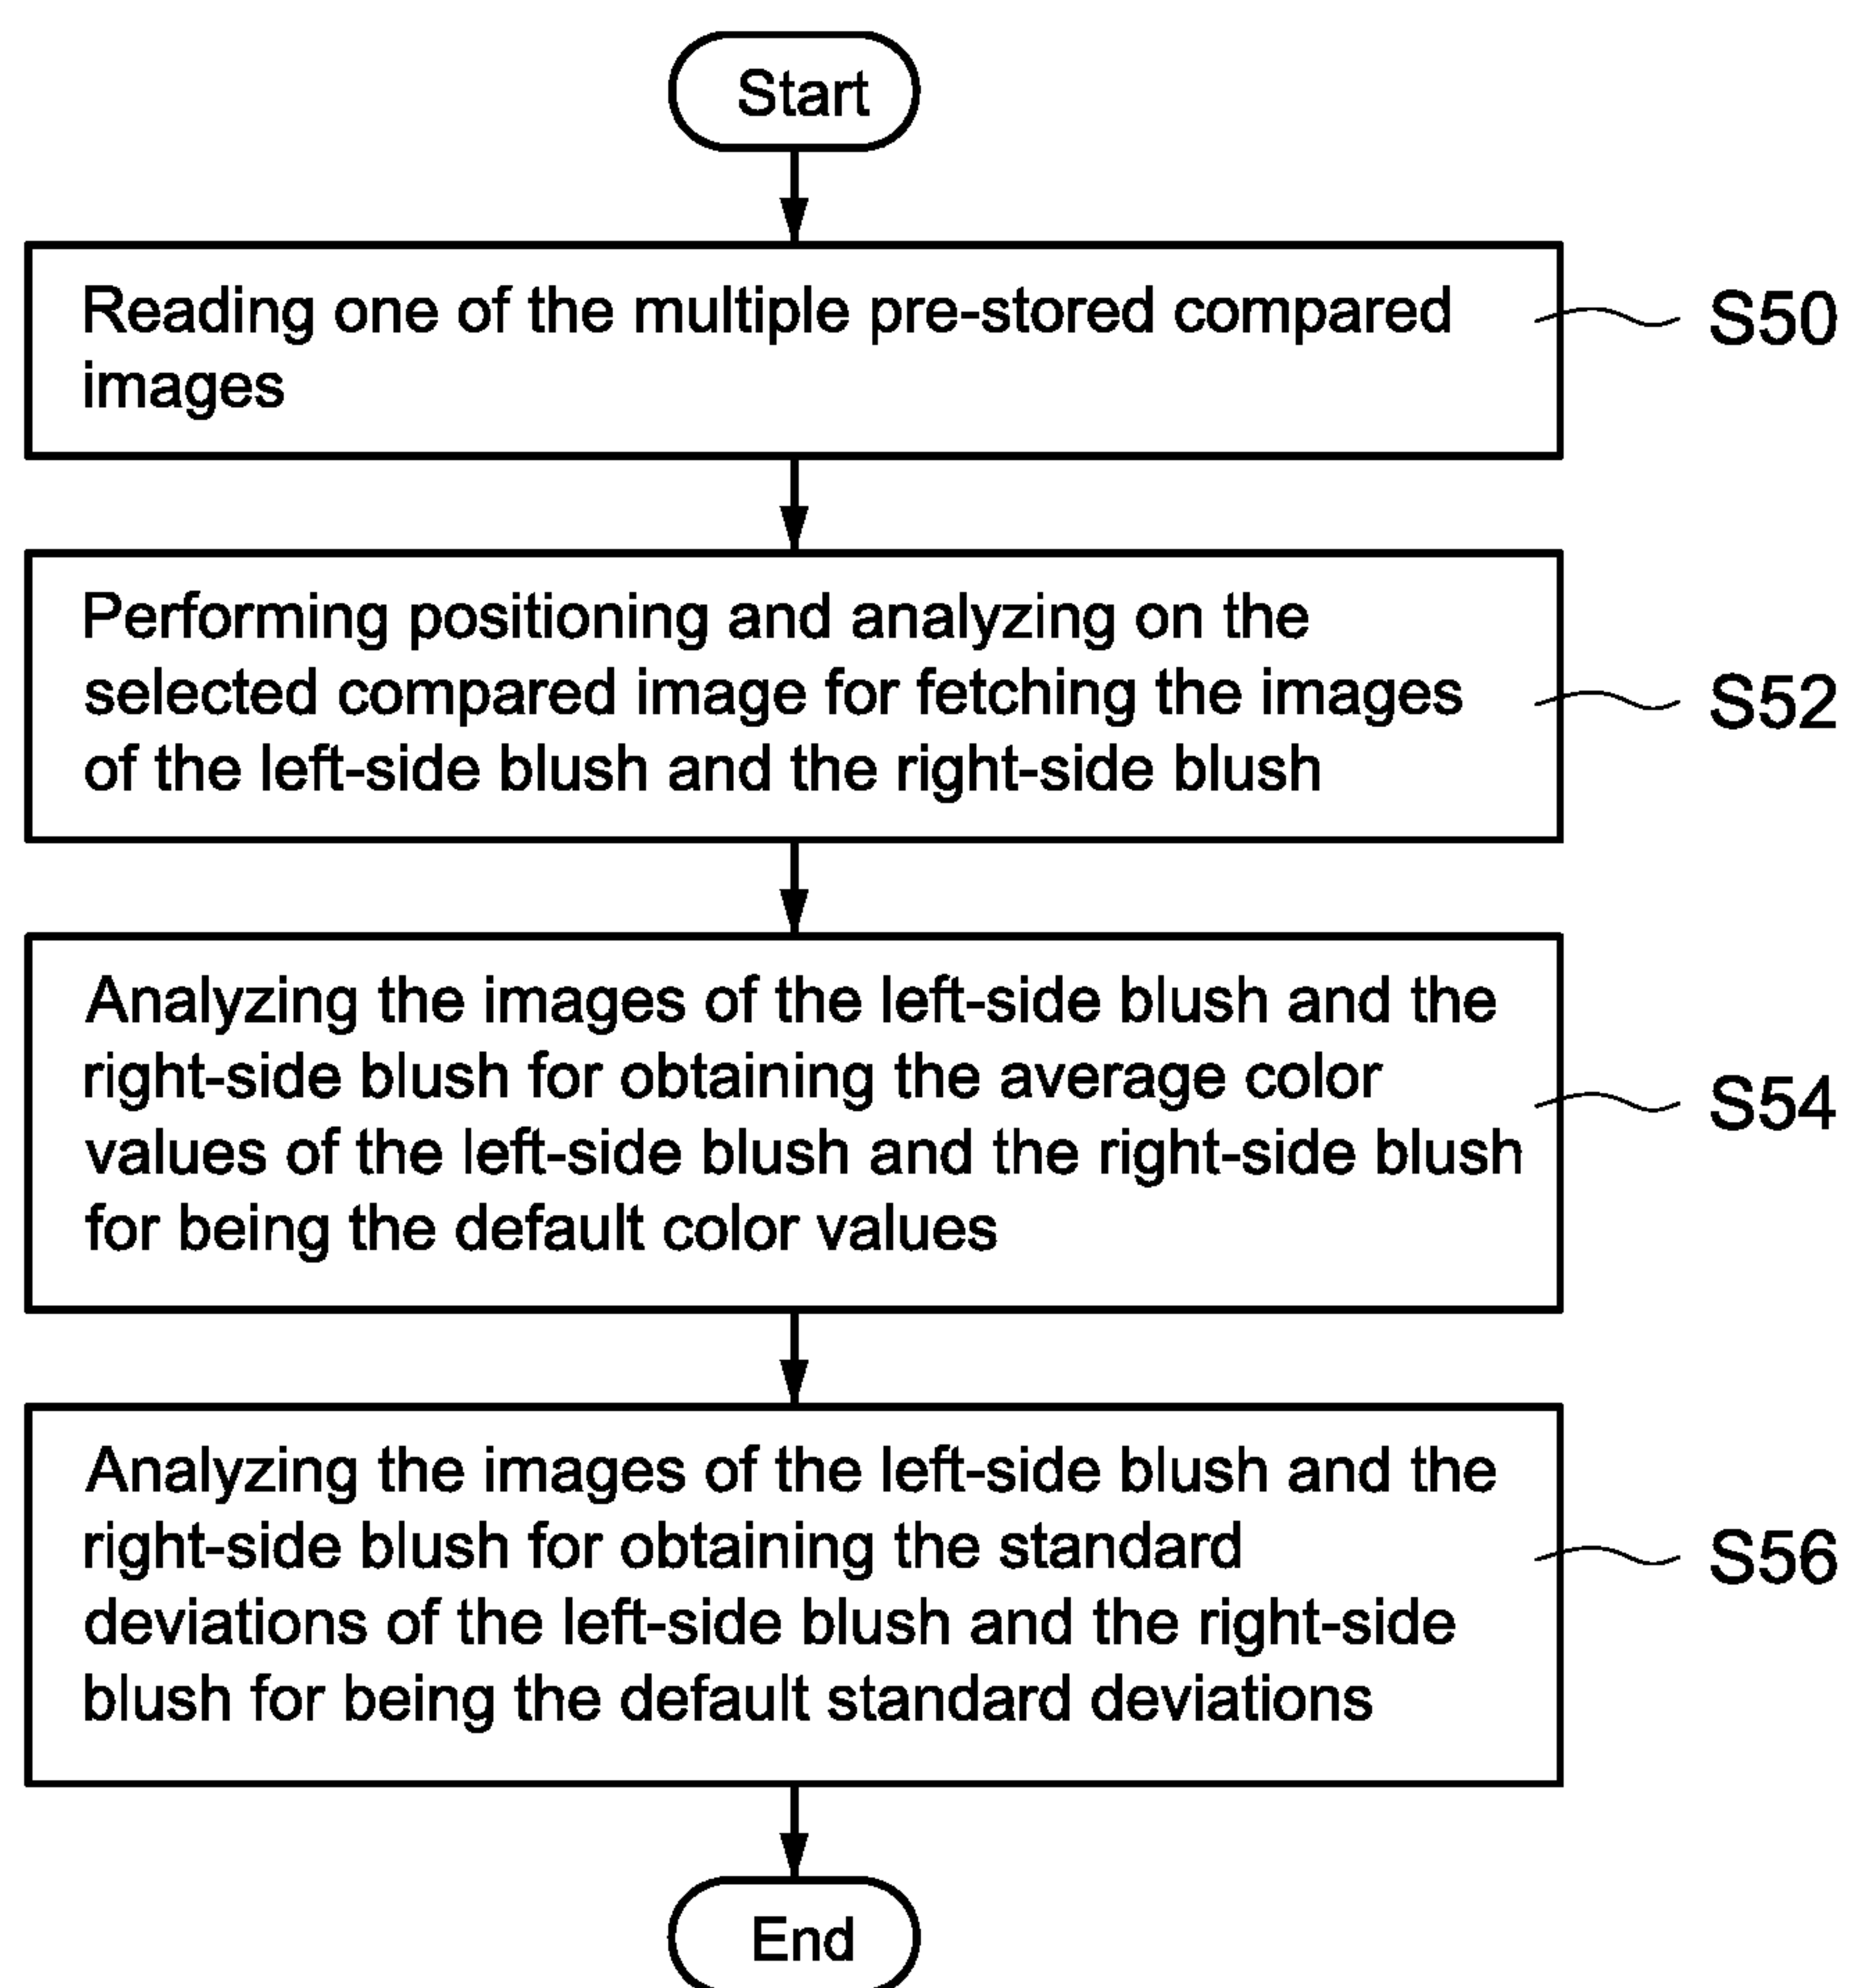 Start
Reading one of the multiple pre-stored compared
images
S50
Performing positioning and analyzing on the
selected compared image for fetching the images
of the left-side blush and the right-side blush
S52
Analyzing the images of the left-side blush and the
right-side blush for obtaining the average color
values of the left-side blush and the right-side blush
for being the default color values
S54
Analyzing the images of the left-side blush and the
right-side blush for obtaining the standard
deviations of the left-side blush and the right-side
blush for being the default standard deviations
S56
End